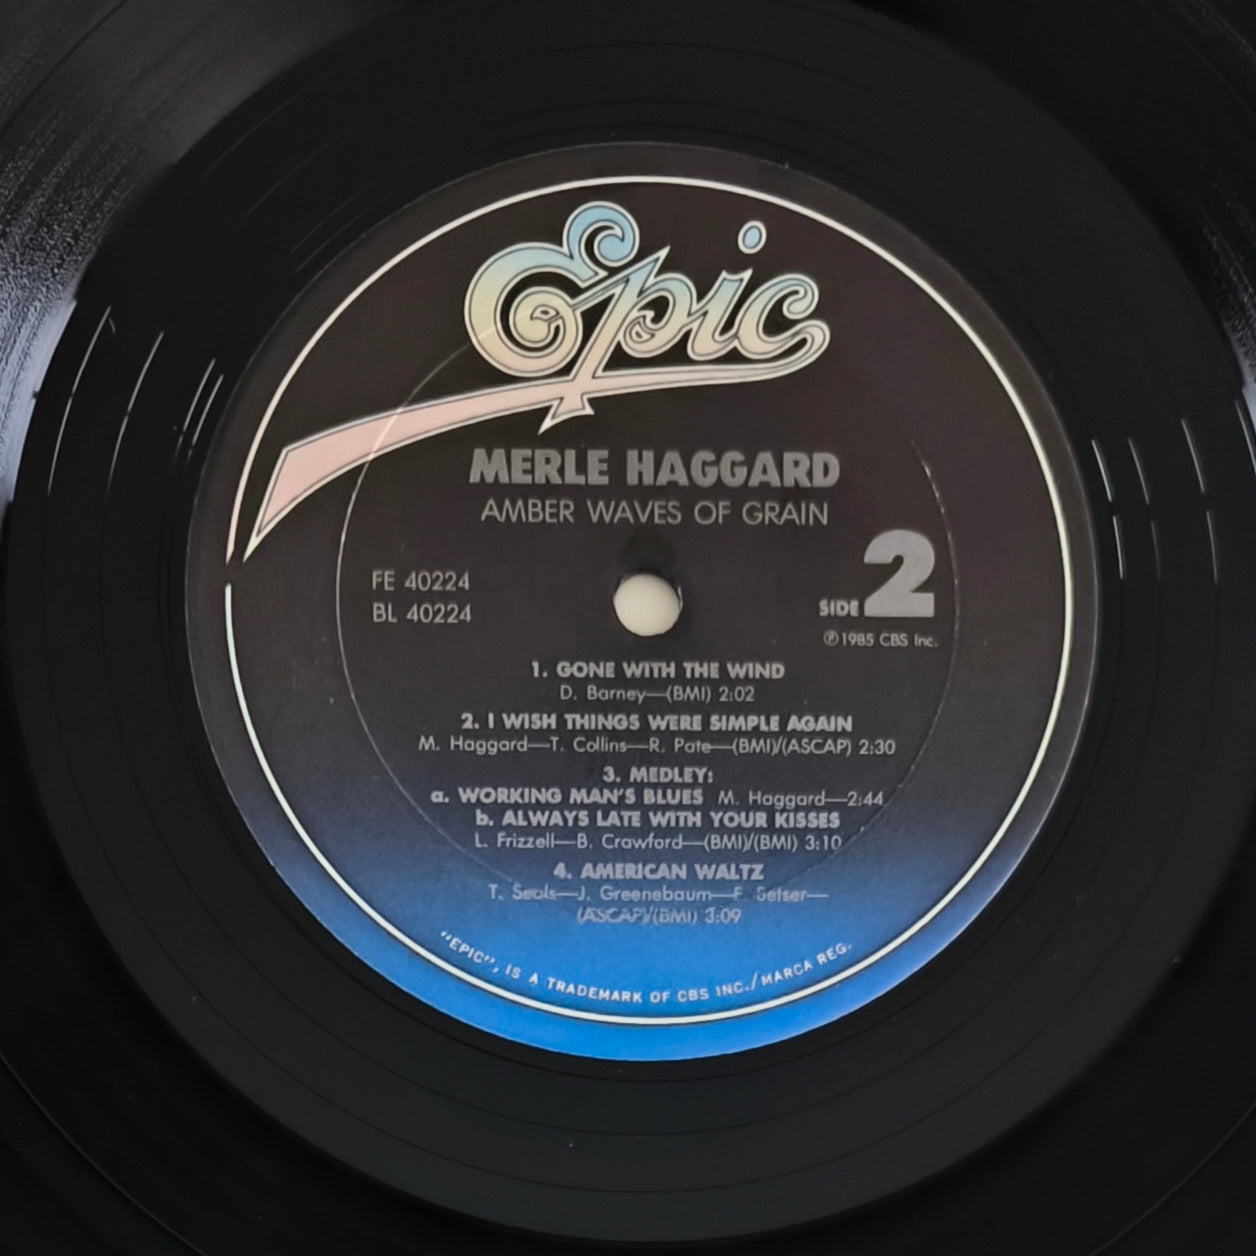 Epic
MERLE HAGGARD
AMBER WAVES OF GRAIN
FE 40224
BL 40224
SIDE 2
Ⓟ1985 CBS Inc.
1. GONE WITH THE WIND
D. Barney—(BMI) 2:02
2. I WISH THINGS WERE SIMPLE AGAIN
M. Haggard—T. Collins—R. Pate—(BMI)/(ASCAP) 2:30
3. MEDLEY:
a. WORKING MAN'S BLUES M. Haggard—2:44
b. ALWAYS LATE WITH YOUR KISSES
L. Frizzell—B. Crawford—(BMI)/(BMI) 3:10
4. AMERICAN WALTZ
T. Seals—J. Greenebaum—F. Setser—
(ASCAP)/(BMI) 3:09
"EPIC", IS A TRADEMARK OF CBS INC./MARCA REG.